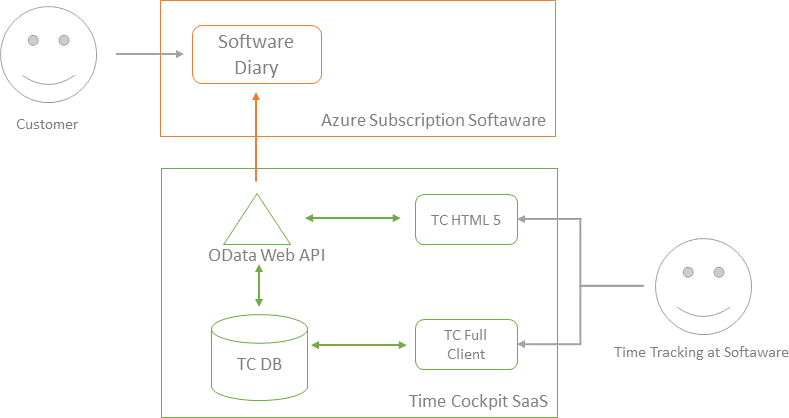 Software
Diary
Customer
Azure Subscription Softaware
TC HTML 5
OData Web API
TC Full
Client
TC DB
Time Tracking at Softaware
Time Cockpit SaaS